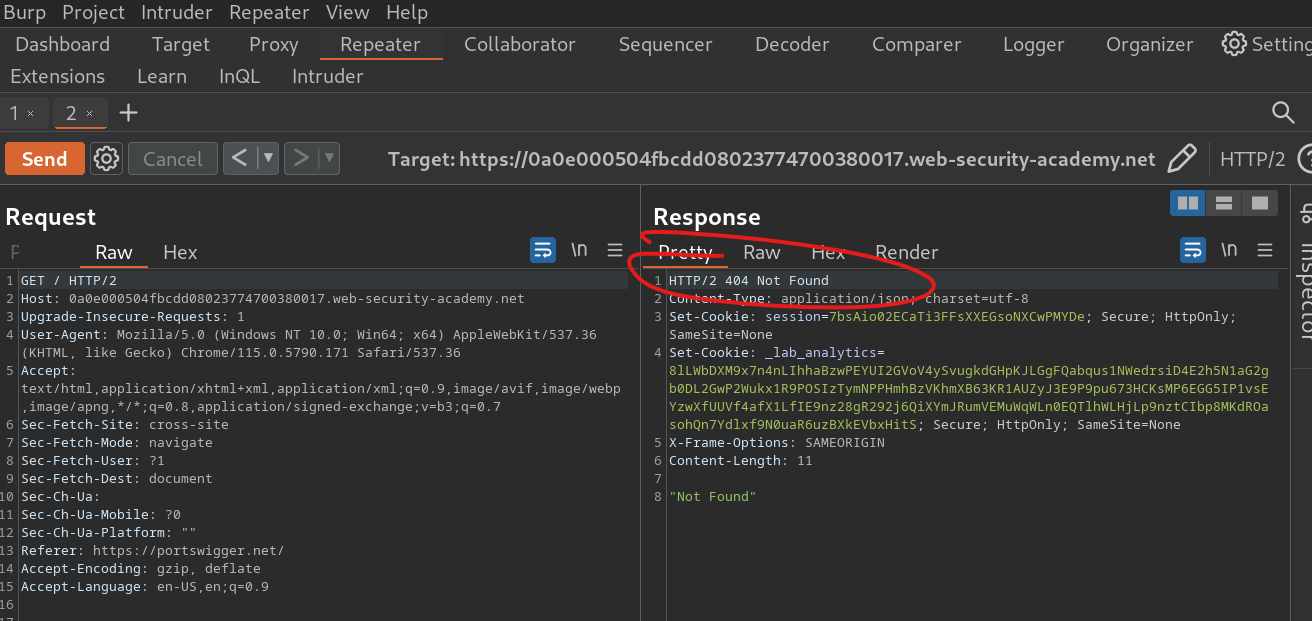 Burp Project Intruder Repeater View Help
Dashboard Target Proxy Repeater Collaborator Sequencer Decoder Comparer Logger Organizer Setting
Extensions Learn InQL Intruder
1 × 2 × +
Send Cancel < > Target: https://0a0e000504fbcdd08023774700380017.web-security-academy.net HTTP/2
Request
P Raw Hex \n
1 GET / HTTP/2
2 Host: 0a0e000504fbcdd08023774700380017.web-security-academy.net
3 Upgrade-Insecure-Requests: 1
4 User-Agent: Mozilla/5.0 (Windows NT 10.0; Win64; x64) AppleWebKit/537.36
(KHTML, like Gecko) Chrome/115.0.5790.171 Safari/537.36
5 Accept:
text/html,application/xhtml+xml,application/xml;q=0.9,image/avif,image/webp
,image/apng,*/*;q=0.8,application/signed-exchange;v=b3;q=0.7
6 Sec-Fetch-Site: cross-site
7 Sec-Fetch-Mode: navigate
8 Sec-Fetch-User: ?1
9 Sec-Fetch-Dest: document
10 Sec-Ch-Ua:
11 Sec-Ch-Ua-Mobile: ?0
12 Sec-Ch-Ua-Platform: ""
13 Referer: https://portswigger.net/
14 Accept-Encoding: gzip, deflate
15 Accept-Language: en-US,en;q=0.9
16
Response
Pretty Raw Hex Render \n
1 HTTP/2 404 Not Found
2 Content-Type: application/json; charset=utf-8
3 Set-Cookie: session=7bsAio02ECaTi3FFsXXEGsoNXCwPMYDe; Secure; HttpOnly;
SameSite=None
4 Set-Cookie: _lab_analytics=
8lLWbDXM9x7n4nLIhhaBzwPEYUI2GVoV4ySvugkdGHpKJLGgFQabqus1NWedrsiD4E2h5N1aG2g
b0DL2GwP2Wukx1R9POSIzTymNPPHmhBzVKhmXB63KR1AUZyJ3E9P9pu673HCKsMP6EGG5IP1vsE
YzwXfUUVf4afX1LfIE9nz28gR292j6QiXYmJRumVEMuWqWLn0EQTlhWLHjLp9nztCIbp8MKdROa
sohQn7Ydlxf9N0uaR6uzBXkEVbxHitS; Secure; HttpOnly; SameSite=None
5 X-Frame-Options: SAMEORIGIN
6 Content-Length: 11
7
8 "Not Found"
Inspector